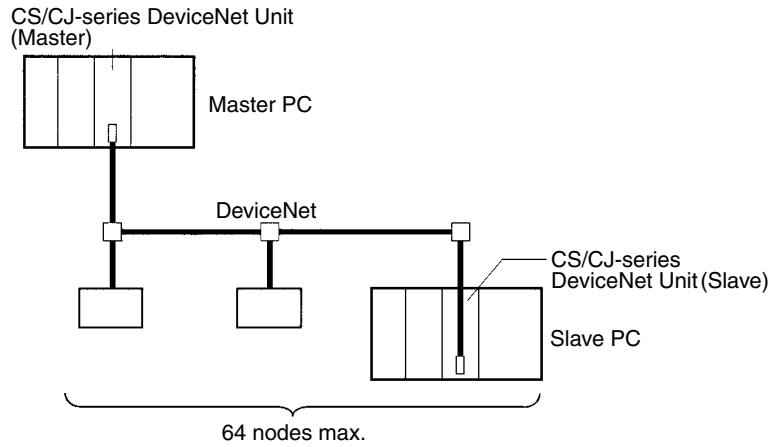 CS/CJ-series DeviceNet Unit
(Master)
Master PC
DeviceNet
CS/CJ-series
DeviceNet Unit (Slave)
Slave PC
64 nodes max.